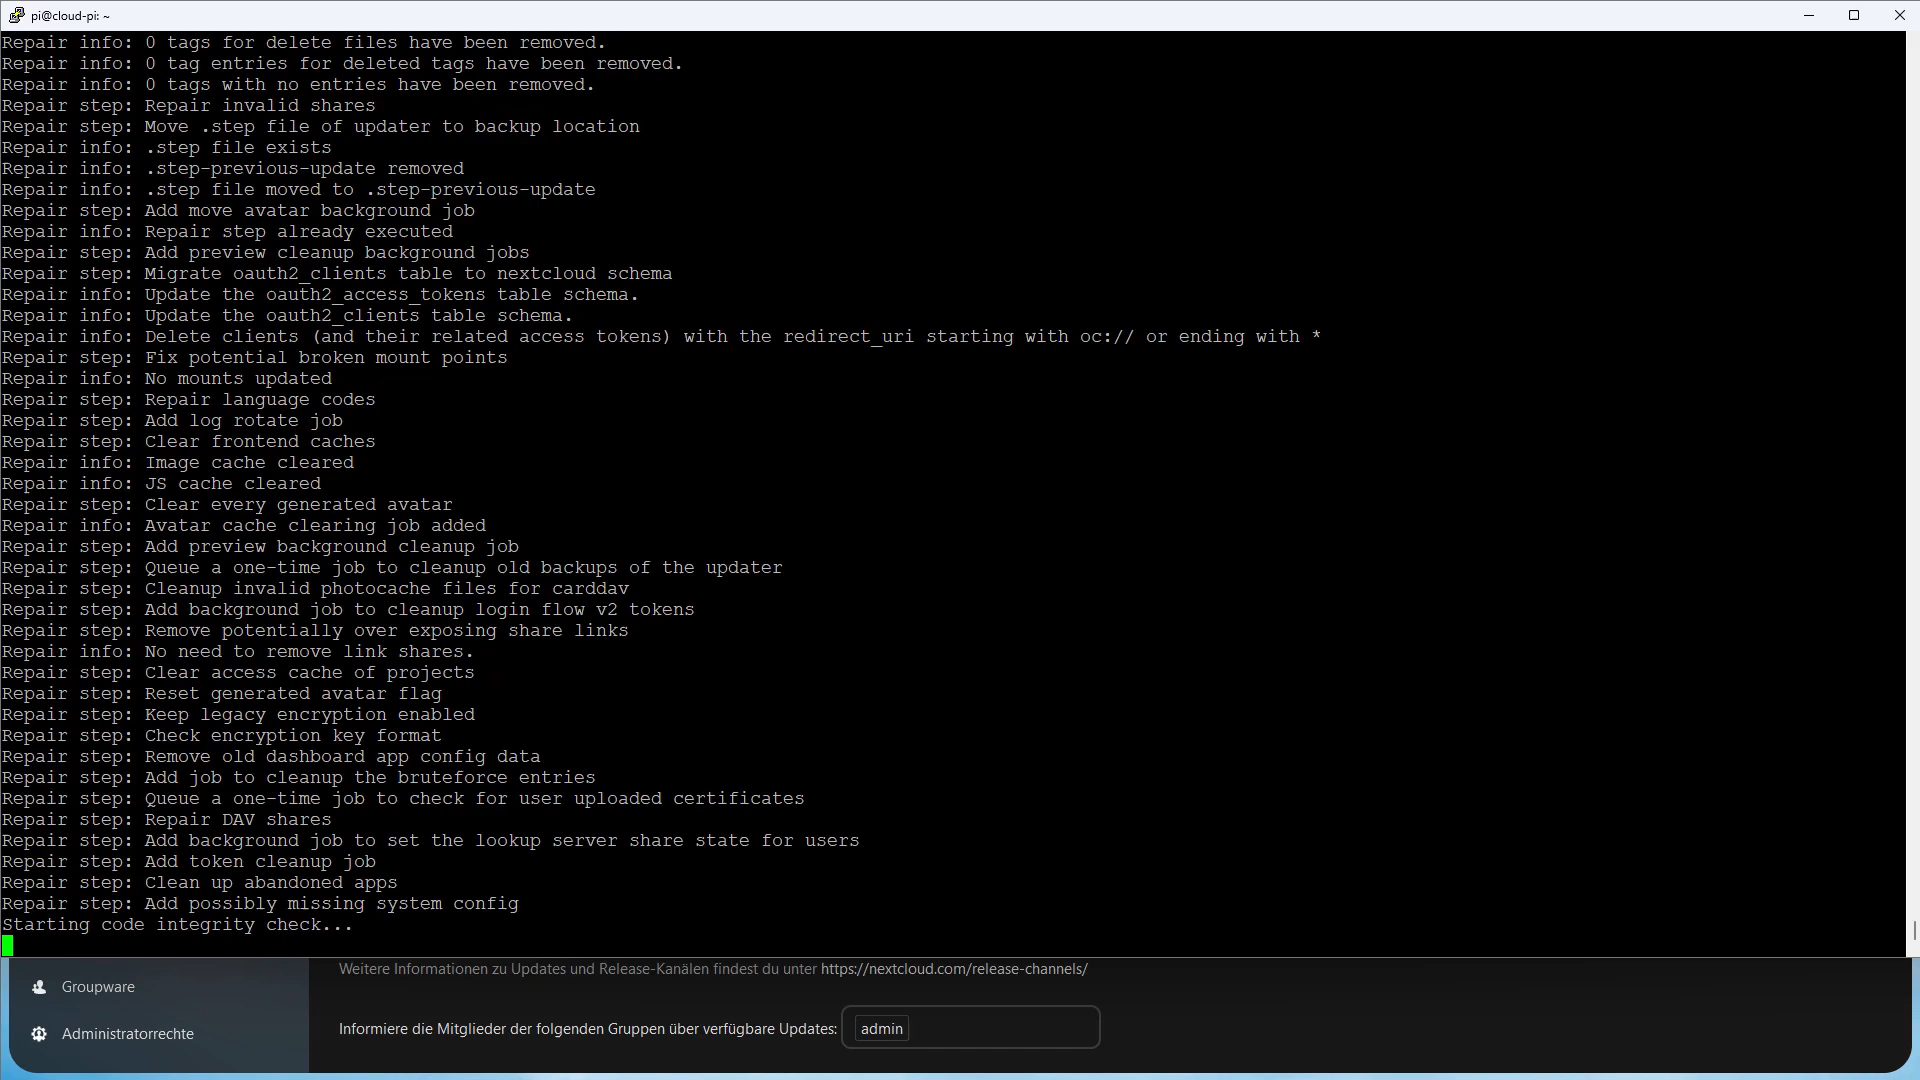 pi@cloud-pi: ~
Repair info: 0 tags for delete files have been removed.
Repair info: 0 tag entries for deleted tags have been removed.
Repair info: 0 tags with no entries have been removed.
Repair step: Repair invalid shares
Repair step: Move .step file of updater to backup location
Repair info: .step file exists
Repair info: .step-previous-update removed
Repair info: .step file moved to .step-previous-update
Repair step: Add move avatar background job
Repair info: Repair step already executed
Repair step: Add preview cleanup background jobs
Repair step: Migrate oauth2_clients table to nextcloud schema
Repair info: Update the oauth2_access_tokens table schema.
Repair info: Update the oauth2_clients table schema.
Repair info: Delete clients (and their related access tokens) with the redirect_uri starting with oc:// or ending with *
Repair step: Fix potential broken mount points
Repair info: No mounts updated
Repair step: Repair language codes
Repair step: Add log rotate job
Repair step: Clear frontend caches
Repair info: Image cache cleared
Repair info: JS cache cleared
Repair step: Clear every generated avatar
Repair info: Avatar cache clearing job added
Repair step: Add preview background cleanup job
Repair step: Queue a one-time job to cleanup old backups of the updater
Repair step: Cleanup invalid photocache files for carddav
Repair step: Add background job to cleanup login flow v2 tokens
Repair step: Remove potentially over exposing share links
Repair info: No need to remove link shares.
Repair step: Clear access cache of projects
Repair step: Reset generated avatar flag
Repair step: Keep legacy encryption enabled
Repair step: Check encryption key format
Repair step: Remove old dashboard app config data
Repair step: Add job to cleanup the bruteforce entries
Repair step: Queue a one-time job to check for user uploaded certificates
Repair step: Repair DAV shares
Repair step: Add background job to set the lookup server share state for users
Repair step: Add token cleanup job
Repair step: Clean up abandoned apps
Repair step: Add possibly missing system config
Starting code integrity check...
Weitere Informationen zu Updates und Release-Kanälen findest du unter https://nextcloud.com/release-channels/
Groupware
Informiere die Mitglieder der folgenden Gruppen über verfügbare Updates: admin
Administratorrechte